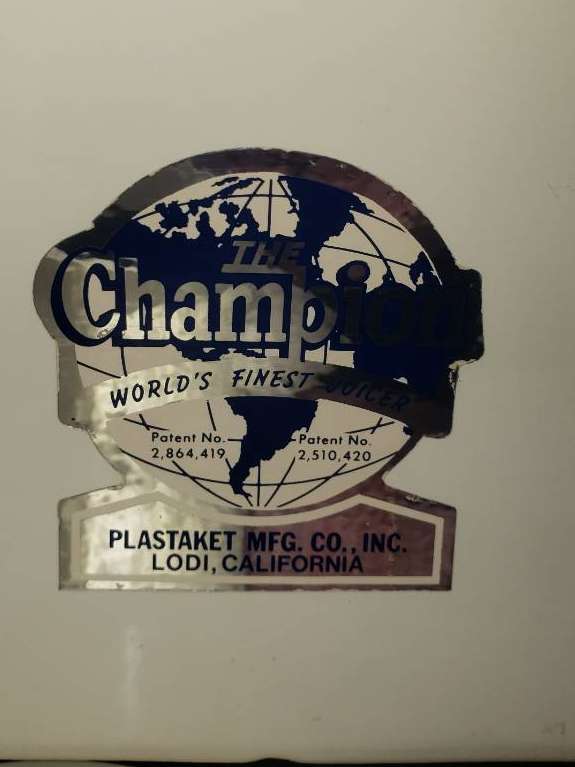 THE
Champion
WORLD'S FINEST JUICER
Patent No.
2,864,419
Patent No.
2,510,420
PLASTAKET MFG. CO., INC.
LODI, CALIFORNIA